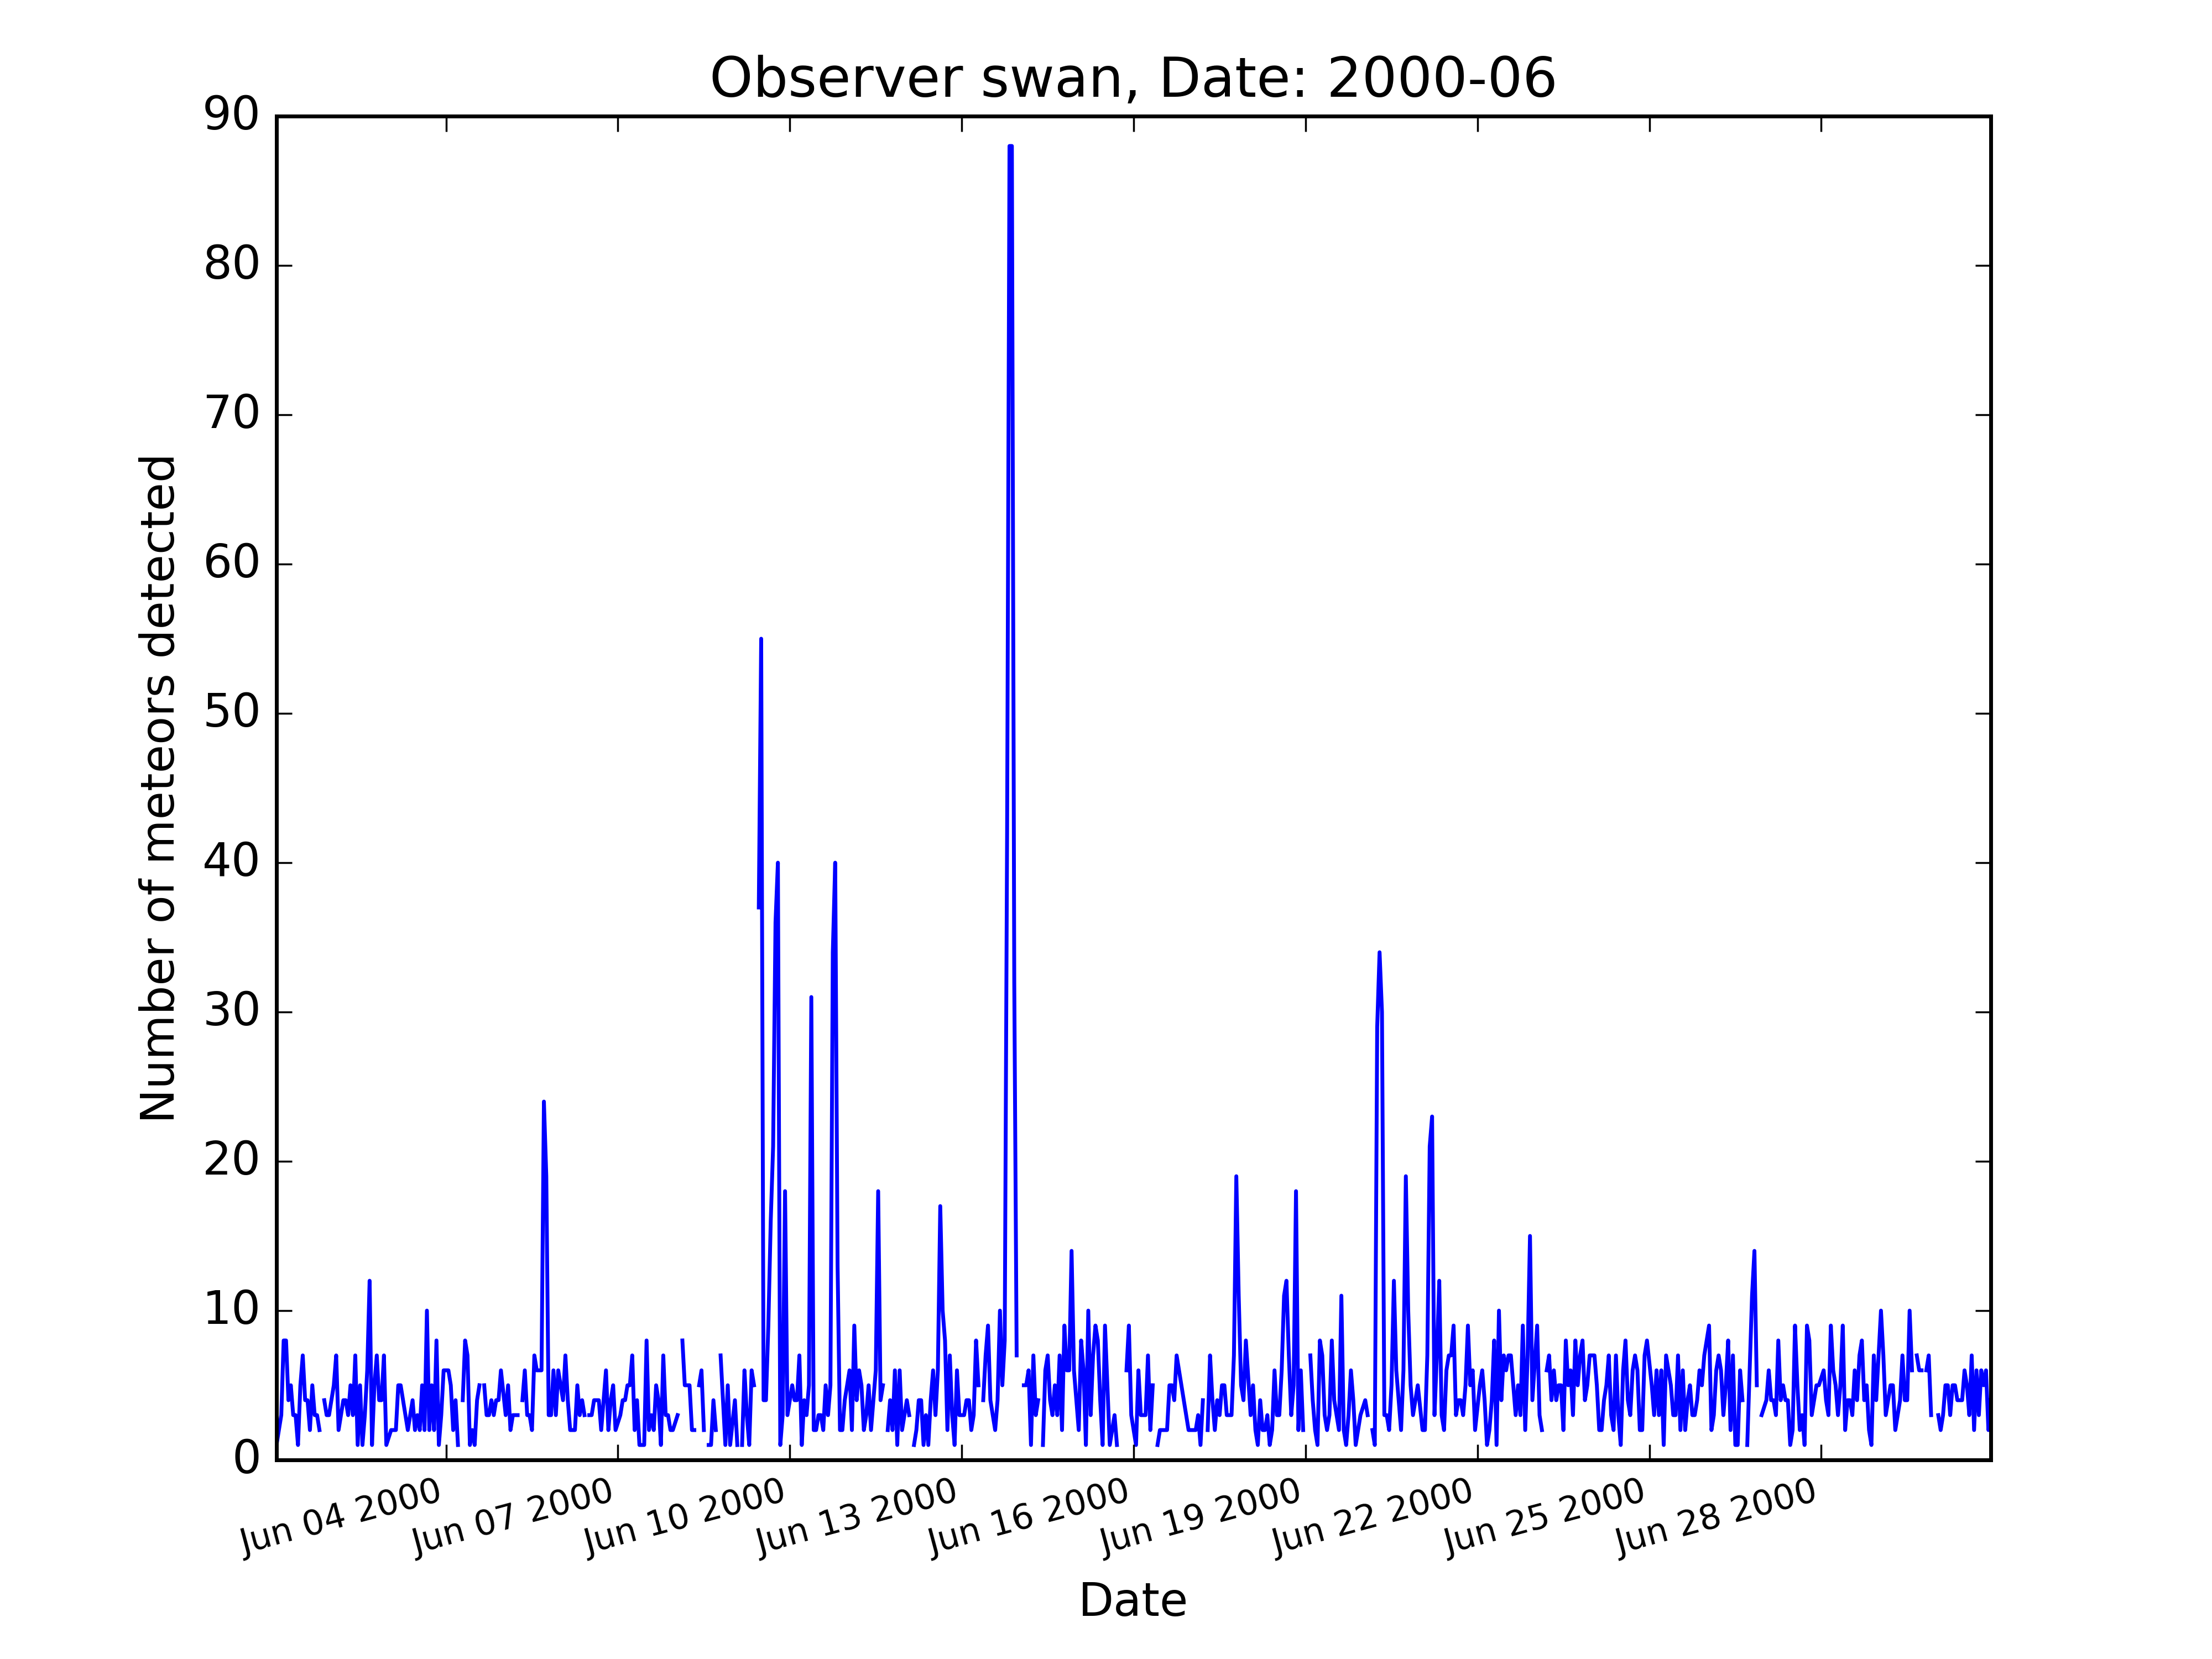 Observer swan, Date: 2000-06
Number of meteors detected
90
80
70
60
50
40
30
20
10
0
Jun 04 2000
Jun 07 2000
Jun 10 2000
Jun 13 2000
Jun 16 2000
Jun 19 2000
Jun 22 2000
Jun 25 2000
Jun 28 2000
Date